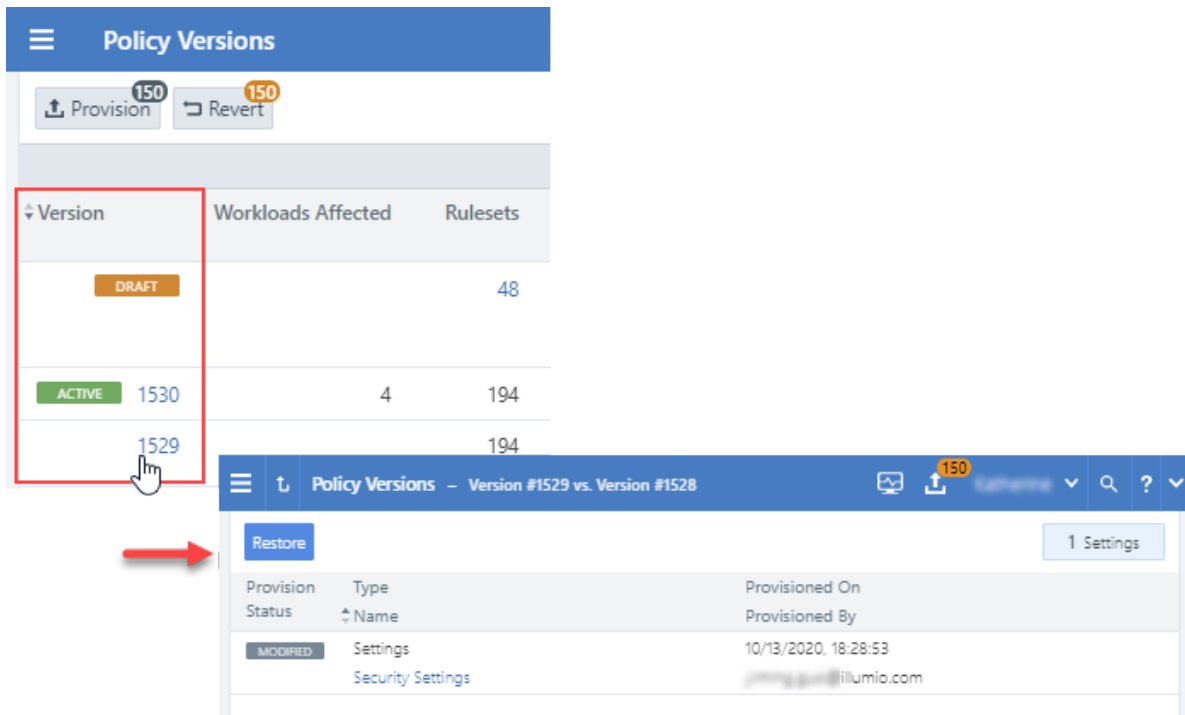 Policy Versions
Provision 150 Revert 150
Version Workloads Affected Rulesets
DRAFT 48
ACTIVE 1530 4 194
1529 194
Policy Versions – Version #1529 vs. Version #1528 150 ?
Restore 1 Settings
Provision Type Provisioned On
Status Name Provisioned By
MODIFIED Settings 10/13/2020, 18:28:53
Security Settings illumio.com